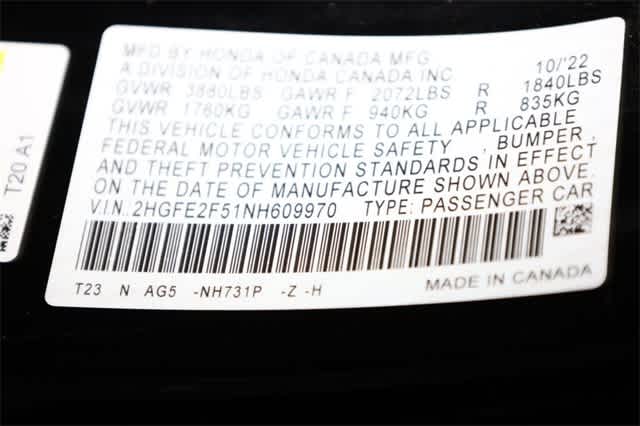 MFD BY HONDA OF CANADA MFG
A DIVISION OF HONDA CANADA INC. 10/'22
GVWR 3880LBS GAWR F 2072LBS R 1840LBS
GVWR 1760KG GAWR F 940KG R 835KG
THIS VEHICLE CONFORMS TO ALL APPLICABLE
FEDERAL MOTOR VEHICLE SAFETY , BUMPER ,
AND THEFT PREVENTION STANDARDS IN EFFECT
ON THE DATE OF MANUFACTURE SHOWN ABOVE.
V.I.N.:2HGFE2F51NH609970 TYPE: PASSENGER CAR
T23 N AG5 -NH731P -Z -H MADE IN CANADA
T20 A1